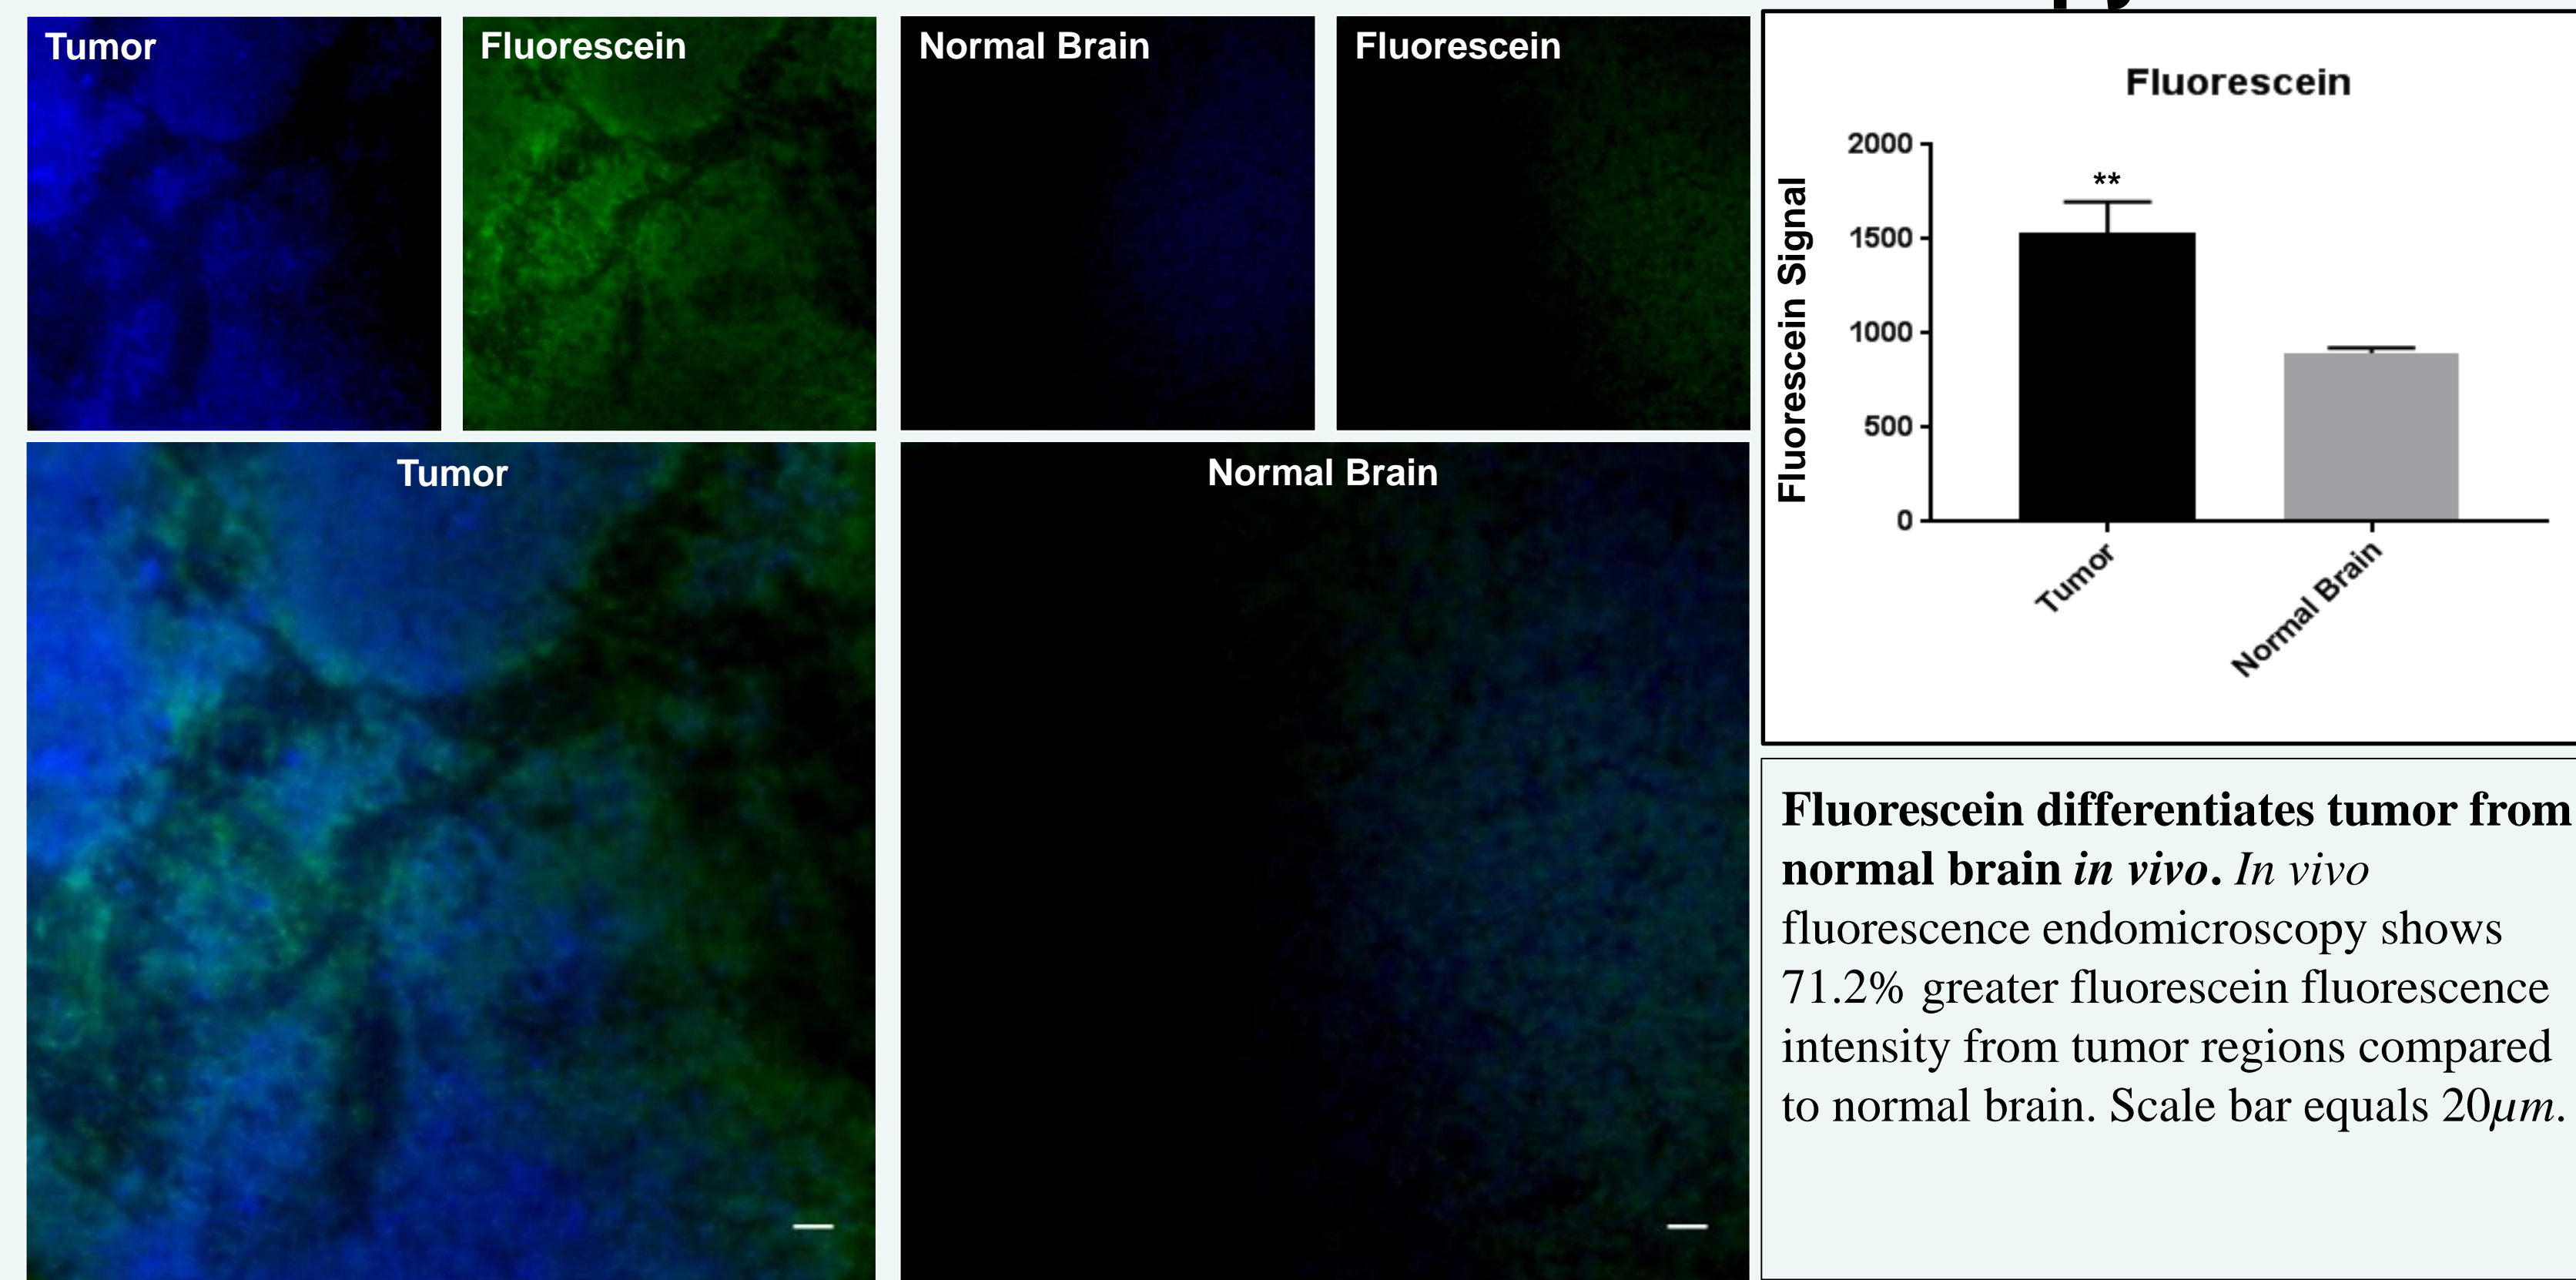 Tumor
Fluorescein
Normal Brain
Fluorescein
Tumor
Normal Brain
Fluorescein
Fluorescein Signal
2000
1500
1000
500
0
**
Tumor
Normal Brain
Fluorescein differentiates tumor from
normal brain in vivo. In vivo
fluorescence endomicroscopy shows
71.2% greater fluorescein fluorescence
intensity from tumor regions compared
to normal brain. Scale bar equals 20µm.